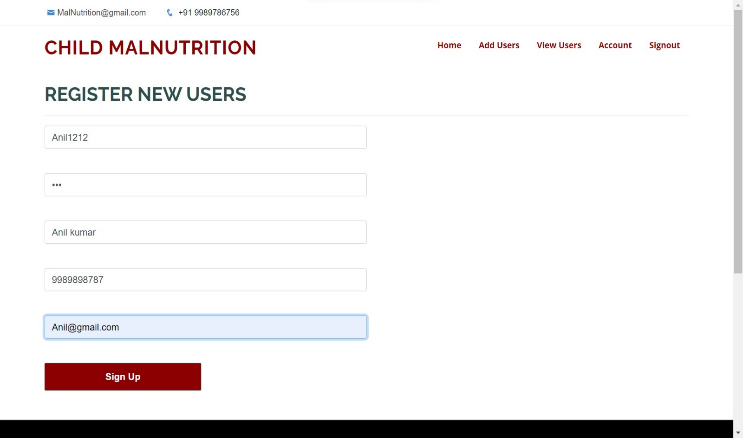 MalNutrition@gmail.com +91 9989786756
CHILD MALNUTRITION Home Add Users View Users Account Signout
REGISTER NEW USERS
Anil1212
•••
Anil kumar
9989898787
Anil@gmail.com
Sign Up